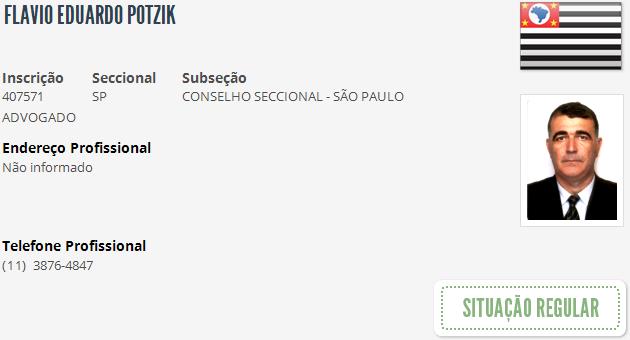 FLAVIO EDUARDO POTZIK
Inscrição Seccional Subseção
407571 SP CONSELHO SECCIONAL - SÃO PAULO
ADVOGADO
Endereço Profissional
Não informado
Telefone Profissional
(11) 3876-4847
SITUAÇÃO REGULAR